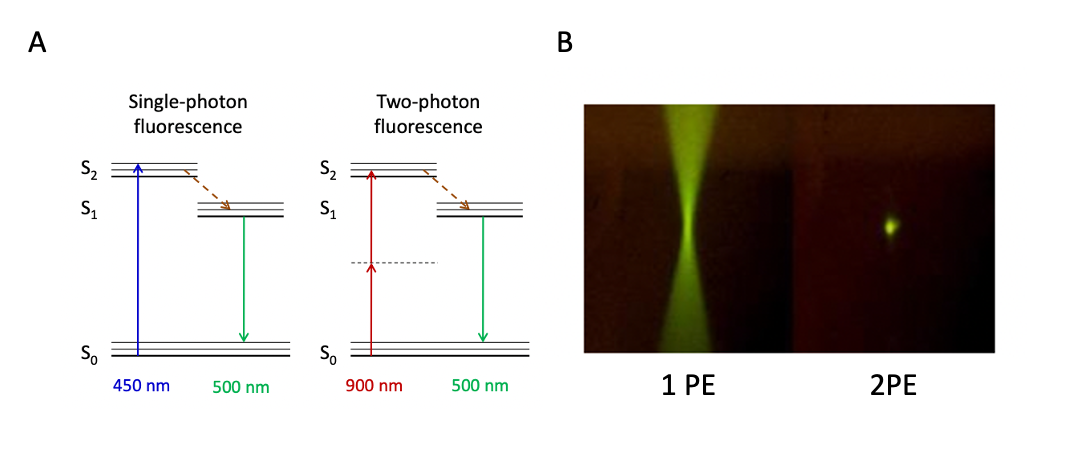 A
B
Single-photon
fluorescence
Two-photon
fluorescence
S₂
S₁
S₀
450 nm
500 nm
S₂
S₁
S₀
900 nm
500 nm
1 PE
2PE